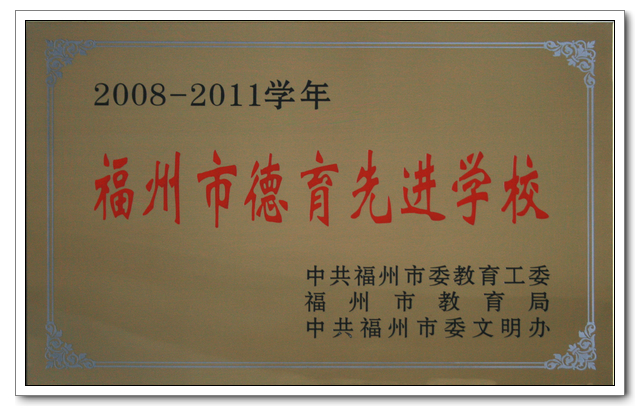 2008-2011学年
福州市德育先进学校
中共福州市委教育工委
福州市教育局
中共福州市委文明办